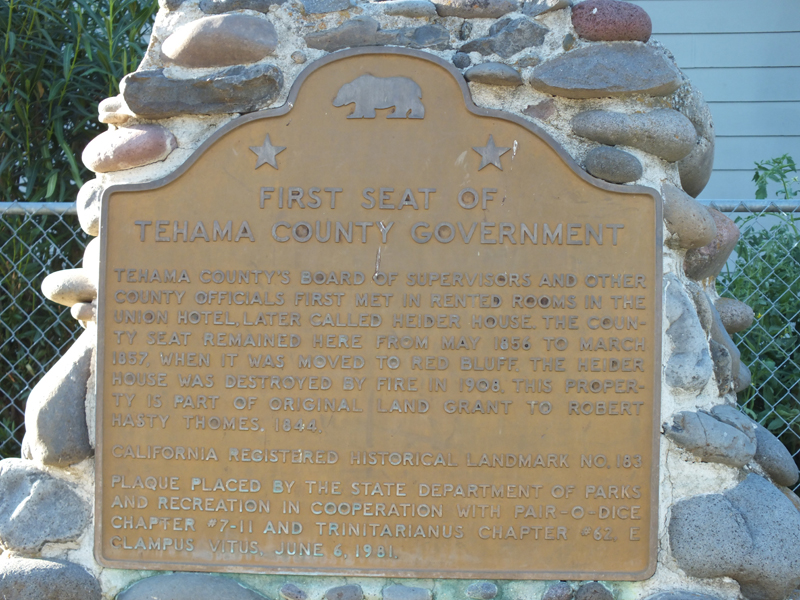 FIRST SEAT OF
TEHAMA COUNTY GOVERNMENT
TEHAMA COUNTY'S BOARD OF SUPERVISORS AND OTHER
COUNTY OFFICIALS FIRST MET IN RENTED ROOMS IN THE
UNION HOTEL, LATER CALLED HEIDER HOUSE. THE COUN-
TY SEAT REMAINED HERE FROM MAY 1856 TO MARCH
1857, WHEN IT WAS MOVED TO RED BLUFF. THE HEIDER
HOUSE WAS DESTROYED BY FIRE IN 1908. THIS PROPER-
TY IS PART OF ORIGINAL LAND GRANT TO ROBERT
HASTY THOMES, 1844.
CALIFORNIA REGISTERED HISTORICAL LANDMARK NO. 183
PLAQUE PLACED BY THE STATE DEPARTMENT OF PARKS
AND RECREATION IN COOPERATION WITH PAIR-O-DICE
CHAPTER #7-11 AND TRINITARIANUS CHAPTER #62, E
CLAMPUS VITUS, JUNE 6, 1981.